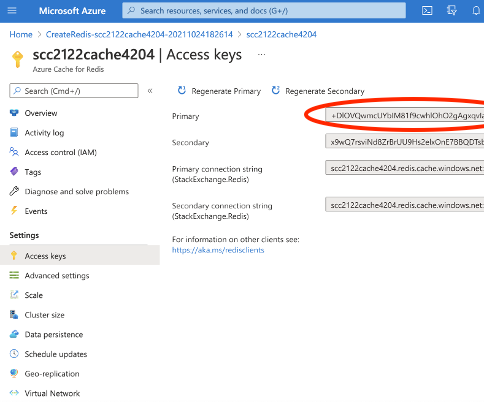 Microsoft Azure
Search resources, services, and docs (G+/)
Home > CreateRedis-scc2122cache4204-20211024182614 > scc2122cache4204
scc2122cache4204 | Access keys ...
Azure Cache for Redis
Search (Cmd+/)
«
Overview
Activity log
Access control (IAM)
Tags
Diagnose and solve problems
Events
Settings
Access keys
Advanced settings
Scale
Cluster size
Data persistence
Schedule updates
Geo-replication
Virtual Network
Regenerate Primary Regenerate Secondary
Primary
Secondary
Primary connection string
(StackExchange.Redis)
scc2122cache4204.redis.cache.windows.net:
Secondary connection string
(StackExchange.Redis)
scc2122cache4204.redis.cache.windows.net:
For information on other clients see:
https://aka.ms/redisclients